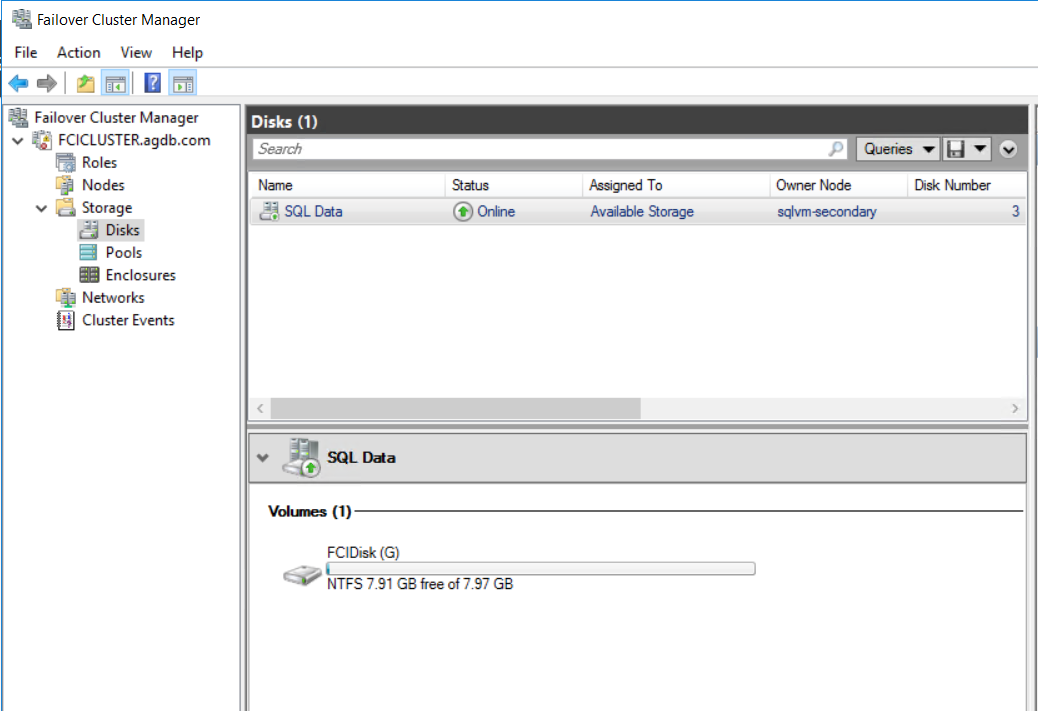 Failover Cluster Manager
File Action View Help
Failover Cluster Manager
FCICLUSTER.agdb.com
Roles
Nodes
Storage
Disks
Pools
Enclosures
Networks
Cluster Events
Disks (1)
Search Queries
Name Status Assigned To Owner Node Disk Number
SQL Data Online Available Storage sqlvm-secondary 3
SQL Data
Volumes (1)
FCIDisk (G)
NTFS 7.91 GB free of 7.97 GB